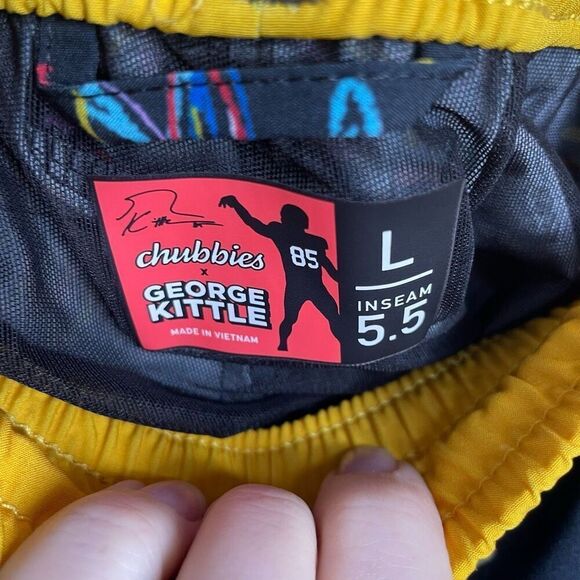 chubbies
x
GEORGE
KITTLE
MADE IN VIETNAM
85
L
INSEAM
5.5